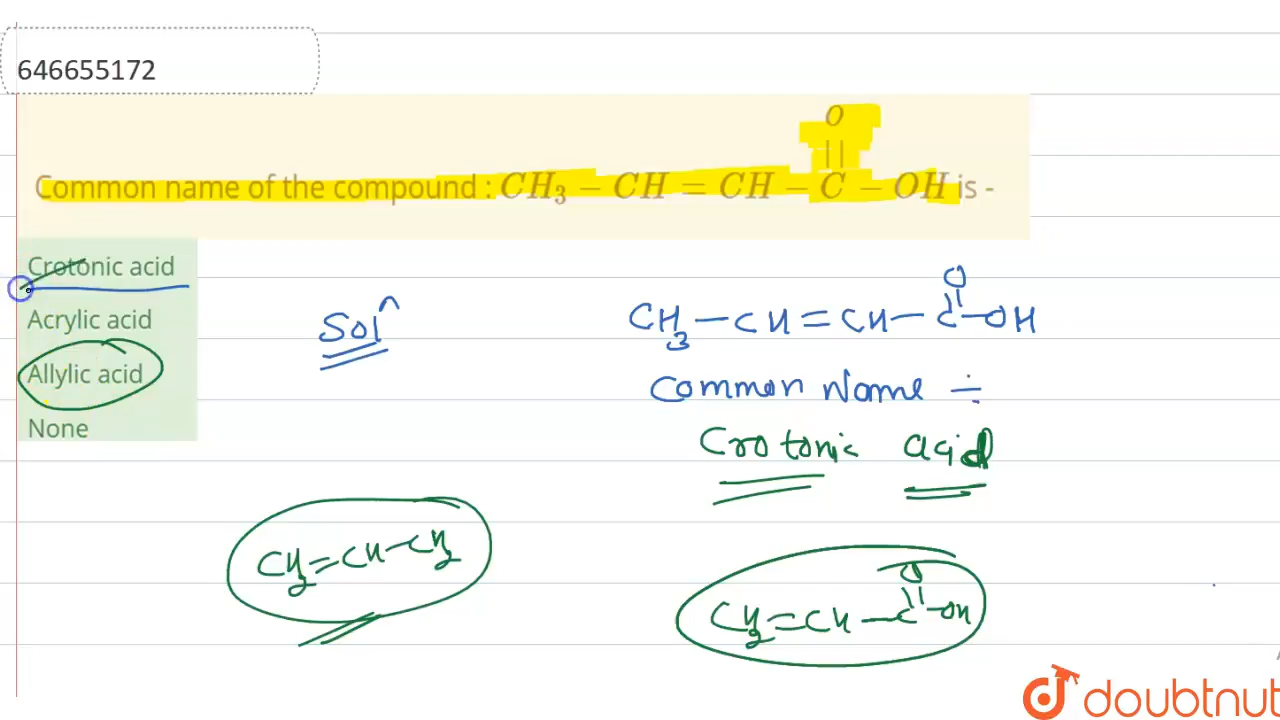 646655172
O
||
Common name of the compound : CH₃ − CH = CH − C − OH is -
Crotonic acid
Acrylic acid
Allylic acid
None
Solⁿ
O
CH₃ — CH = CH — C — OH
Common Name ÷
Crotonic acid
CH₂ = CH — CH₂
O
CH₂ = CH — C — OH
doubtnut